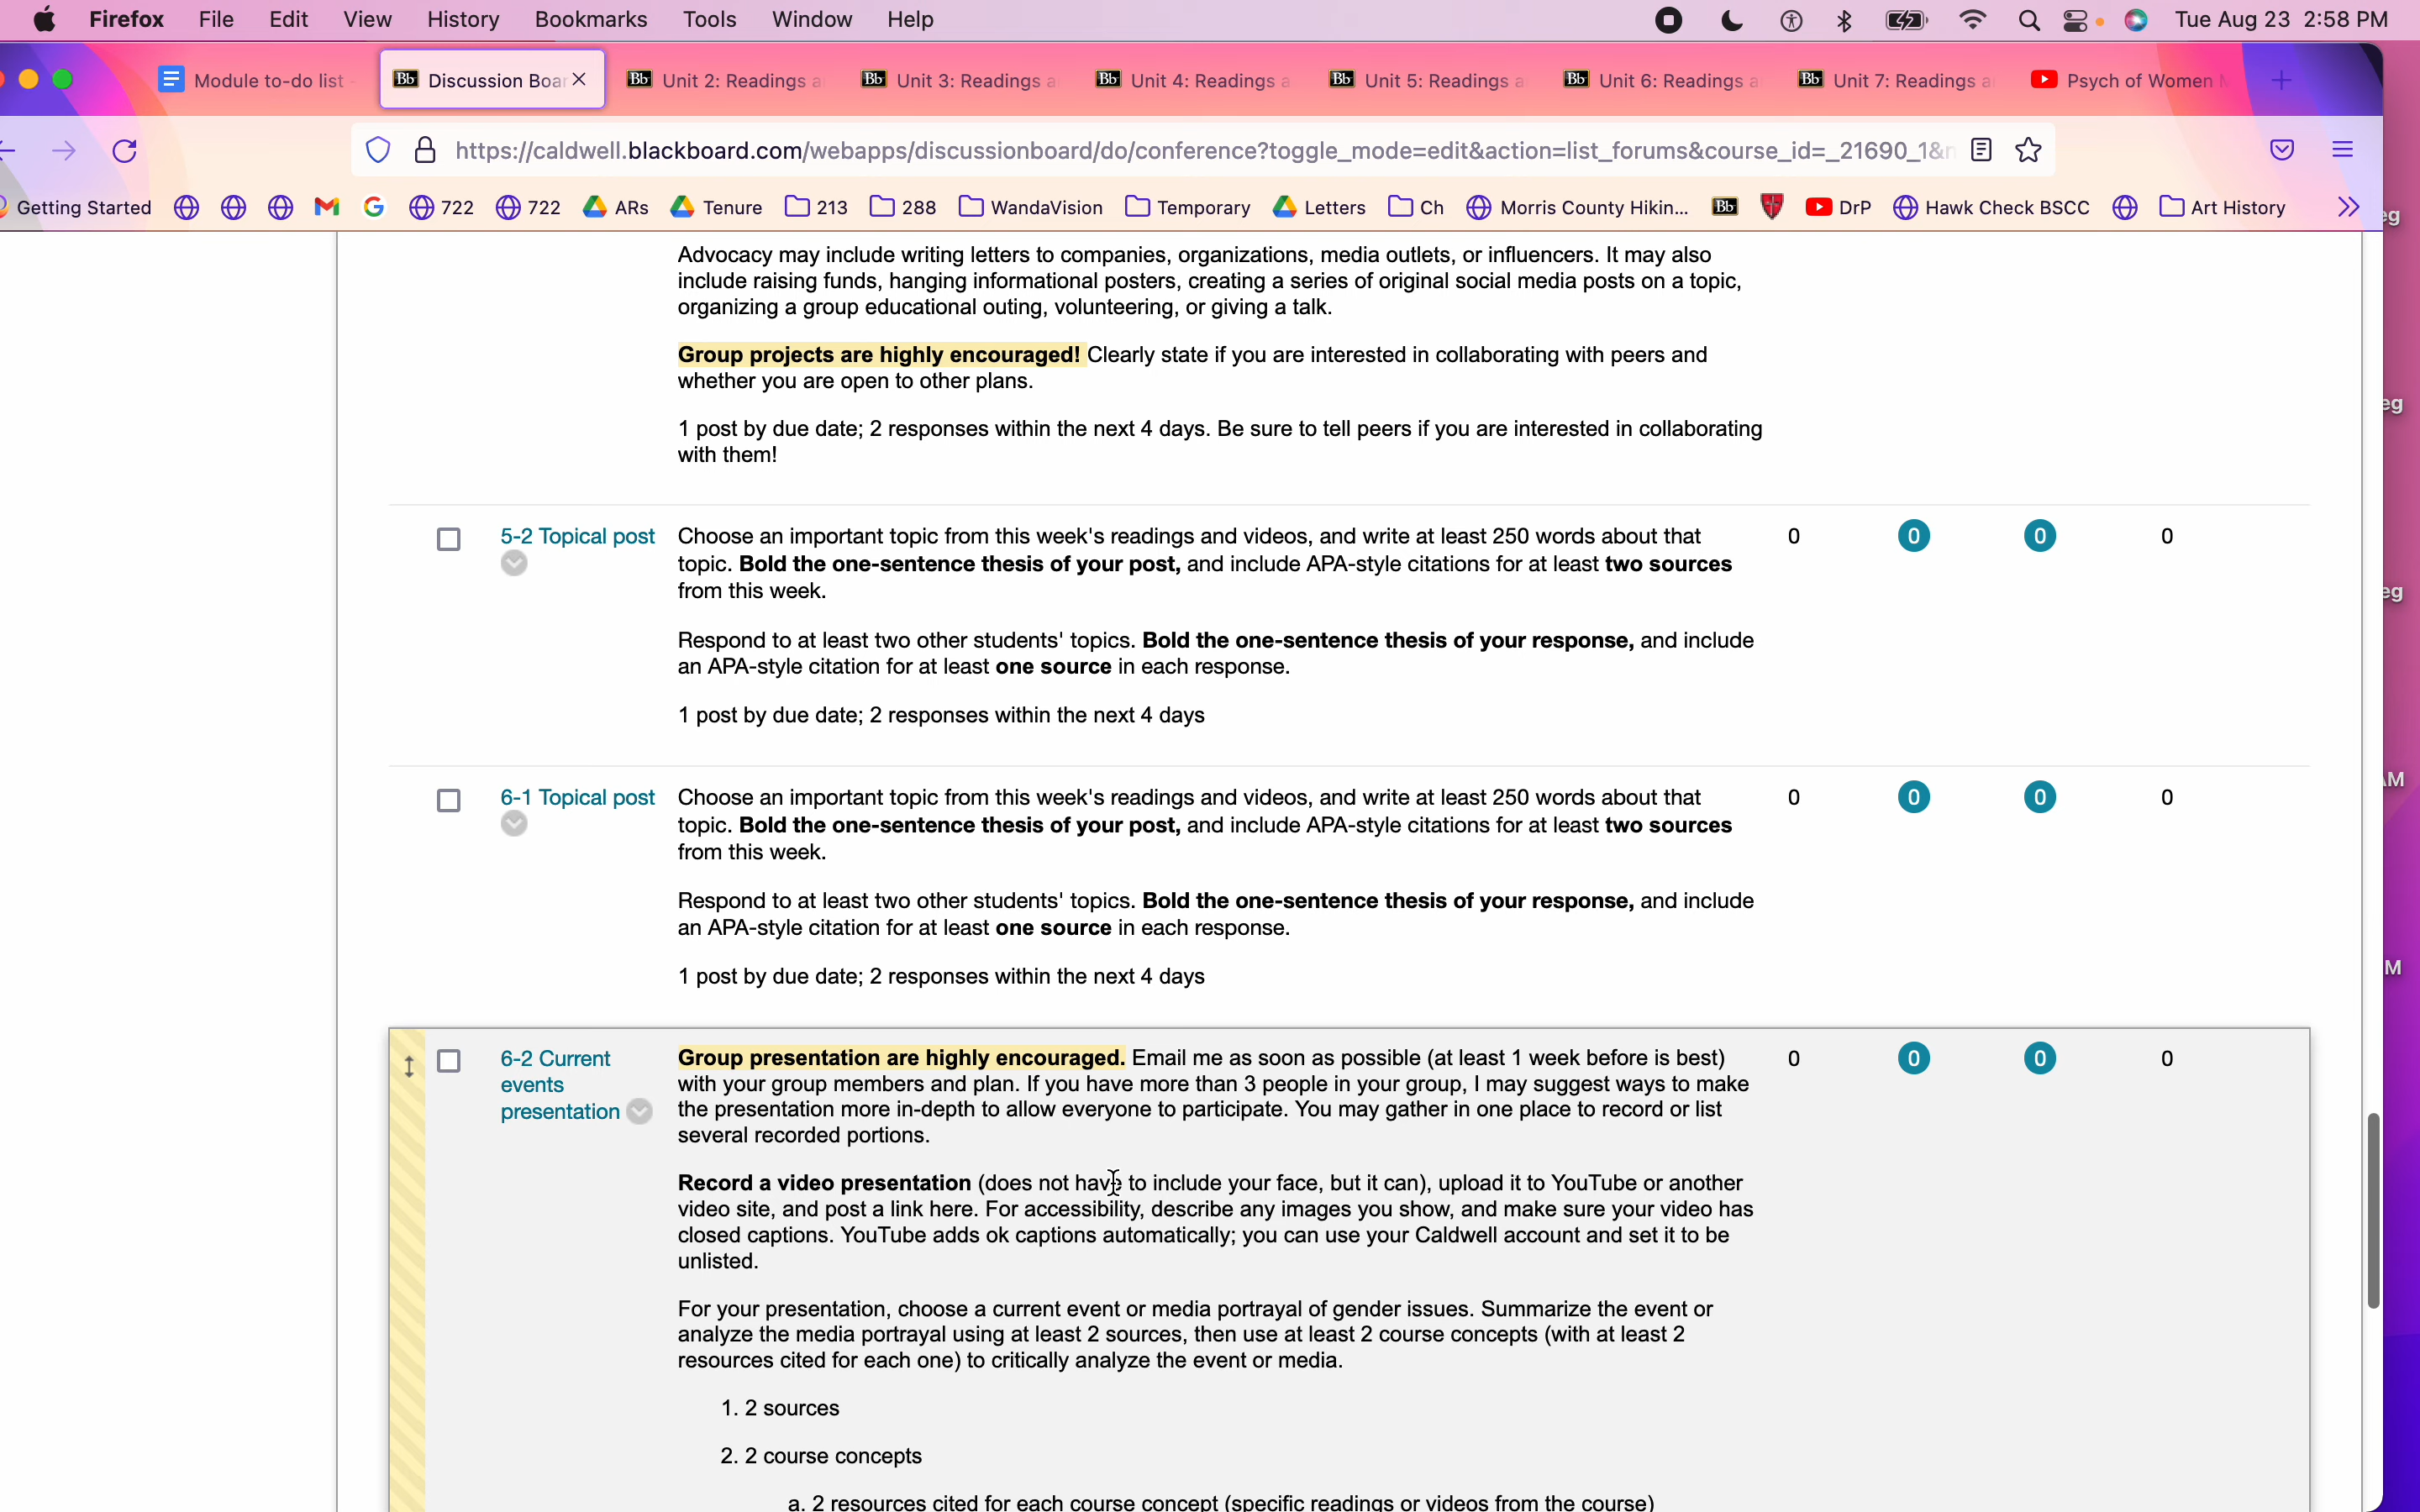 Firefox File Edit View History Bookmarks Tools Window Help Tue Aug 23 2:58 PM
Module to-do list - Bb Discussion Boar Bb Unit 2: Readings a Bb Unit 3: Readings a Bb Unit 4: Readings a Bb Unit 5: Readings a Bb Unit 6: Readings a Bb Unit 7: Readings a Psych of Women
https://caldwell.blackboard.com/webapps/discussionboard/do/conference?toggle_mode=edit&action=list_forums&course_id=_21690_1&
Getting Started 722 722 ARs Tenure 213 288 WandaVision Temporary Letters Ch Morris County Hikin... Bb DrP Hawk Check BSCC Art History
eg
Advocacy may include writing letters to companies, organizations, media outlets, or influencers. It may also
include raising funds, hanging informational posters, creating a series of original social media posts on a topic,
organizing a group educational outing, volunteering, or giving a talk.
Group projects are highly encouraged! Clearly state if you are interested in collaborating with peers and
whether you are open to other plans.
eg
1 post by due date; 2 responses within the next 4 days. Be sure to tell peers if you are interested in collaborating
with them!
5-2 Topical post Choose an important topic from this week's readings and videos, and write at least 250 words about that 0 0 0 0
topic. Bold the one-sentence thesis of your post, and include APA-style citations for at least two sources
from this week.
eg
Respond to at least two other students' topics. Bold the one-sentence thesis of your response, and include
an APA-style citation for at least one source in each response.
1 post by due date; 2 responses within the next 4 days
AM
6-1 Topical post Choose an important topic from this week's readings and videos, and write at least 250 words about that 0 0 0 0
topic. Bold the one-sentence thesis of your post, and include APA-style citations for at least two sources
from this week.
Respond to at least two other students' topics. Bold the one-sentence thesis of your response, and include
an APA-style citation for at least one source in each response.
M
1 post by due date; 2 responses within the next 4 days
6-2 Current Group presentation are highly encouraged. Email me as soon as possible (at least 1 week before is best) 0 0 0 0
events with your group members and plan. If you have more than 3 people in your group, I may suggest ways to make
presentation the presentation more in-depth to allow everyone to participate. You may gather in one place to record or list
several recorded portions.
Record a video presentation (does not have to include your face, but it can), upload it to YouTube or another
video site, and post a link here. For accessibility, describe any images you show, and make sure your video has
closed captions. YouTube adds ok captions automatically; you can use your Caldwell account and set it to be
unlisted.
For your presentation, choose a current event or media portrayal of gender issues. Summarize the event or
analyze the media portrayal using at least 2 sources, then use at least 2 course concepts (with at least 2
resources cited for each one) to critically analyze the event or media.
1. 2 sources
2. 2 course concepts
a. 2 resources cited for each course concept (specific readings or videos from the course)